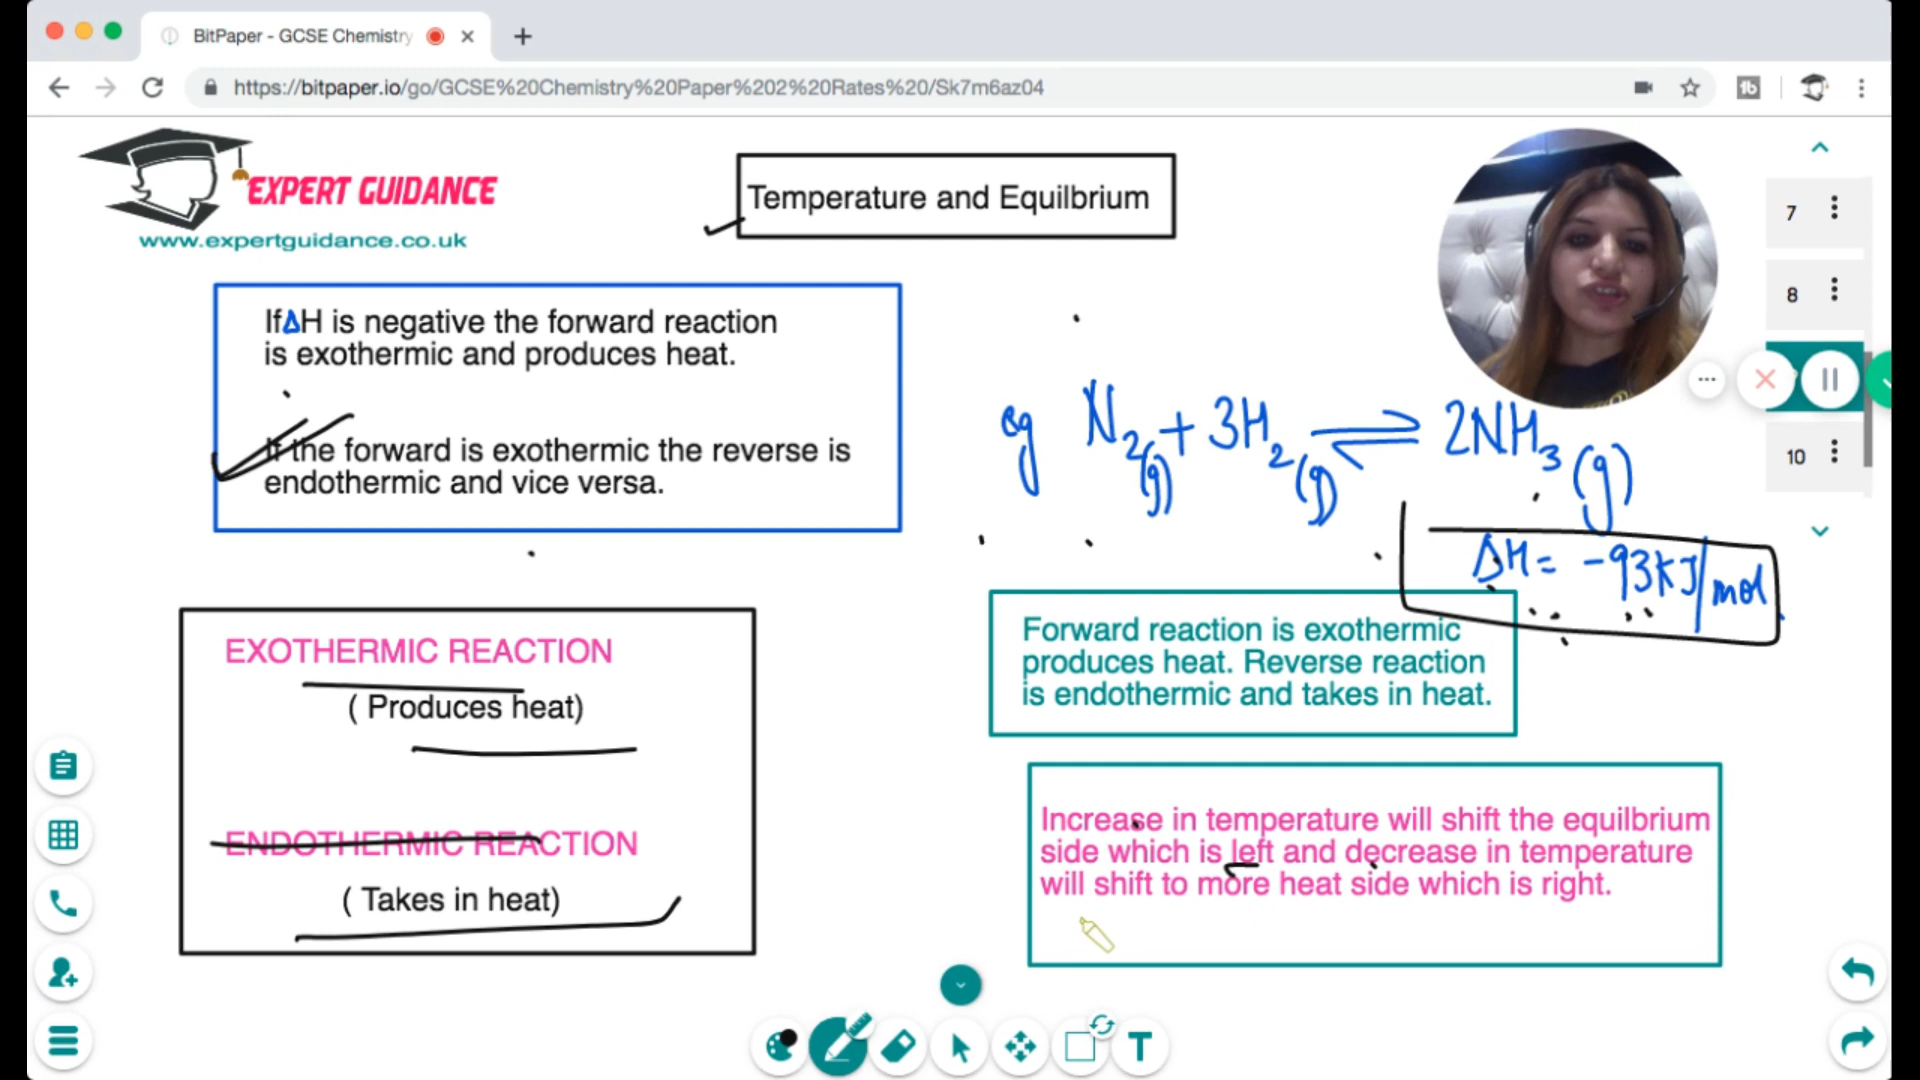 BitPaper - GCSE Chemistry
https://bitpaper.io/go/GCSE%20Chemistry%20Paper%202%20Rates%20/Sk7m6az04
EXPERT GUIDANCE
www.expertguidance.co.uk
Temperature and Equilbrium
7
8
10
If ΔH is negative the forward reaction
is exothermic and produces heat.
If the forward is exothermic the reverse is
endothermic and vice versa.
eg N₂(g) + 3H₂(g) ⇌ 2NH₃(g)
ΔH = -93kJ/mol
EXOTHERMIC REACTION
( Produces heat)
ENDOTHERMIC REACTION
( Takes in heat)
Forward reaction is exothermic
produces heat. Reverse reaction
is endothermic and takes in heat.
Increase in temperature will shift the equilbrium
side which is left and decrease in temperature
will shift to more heat side which is right.
T